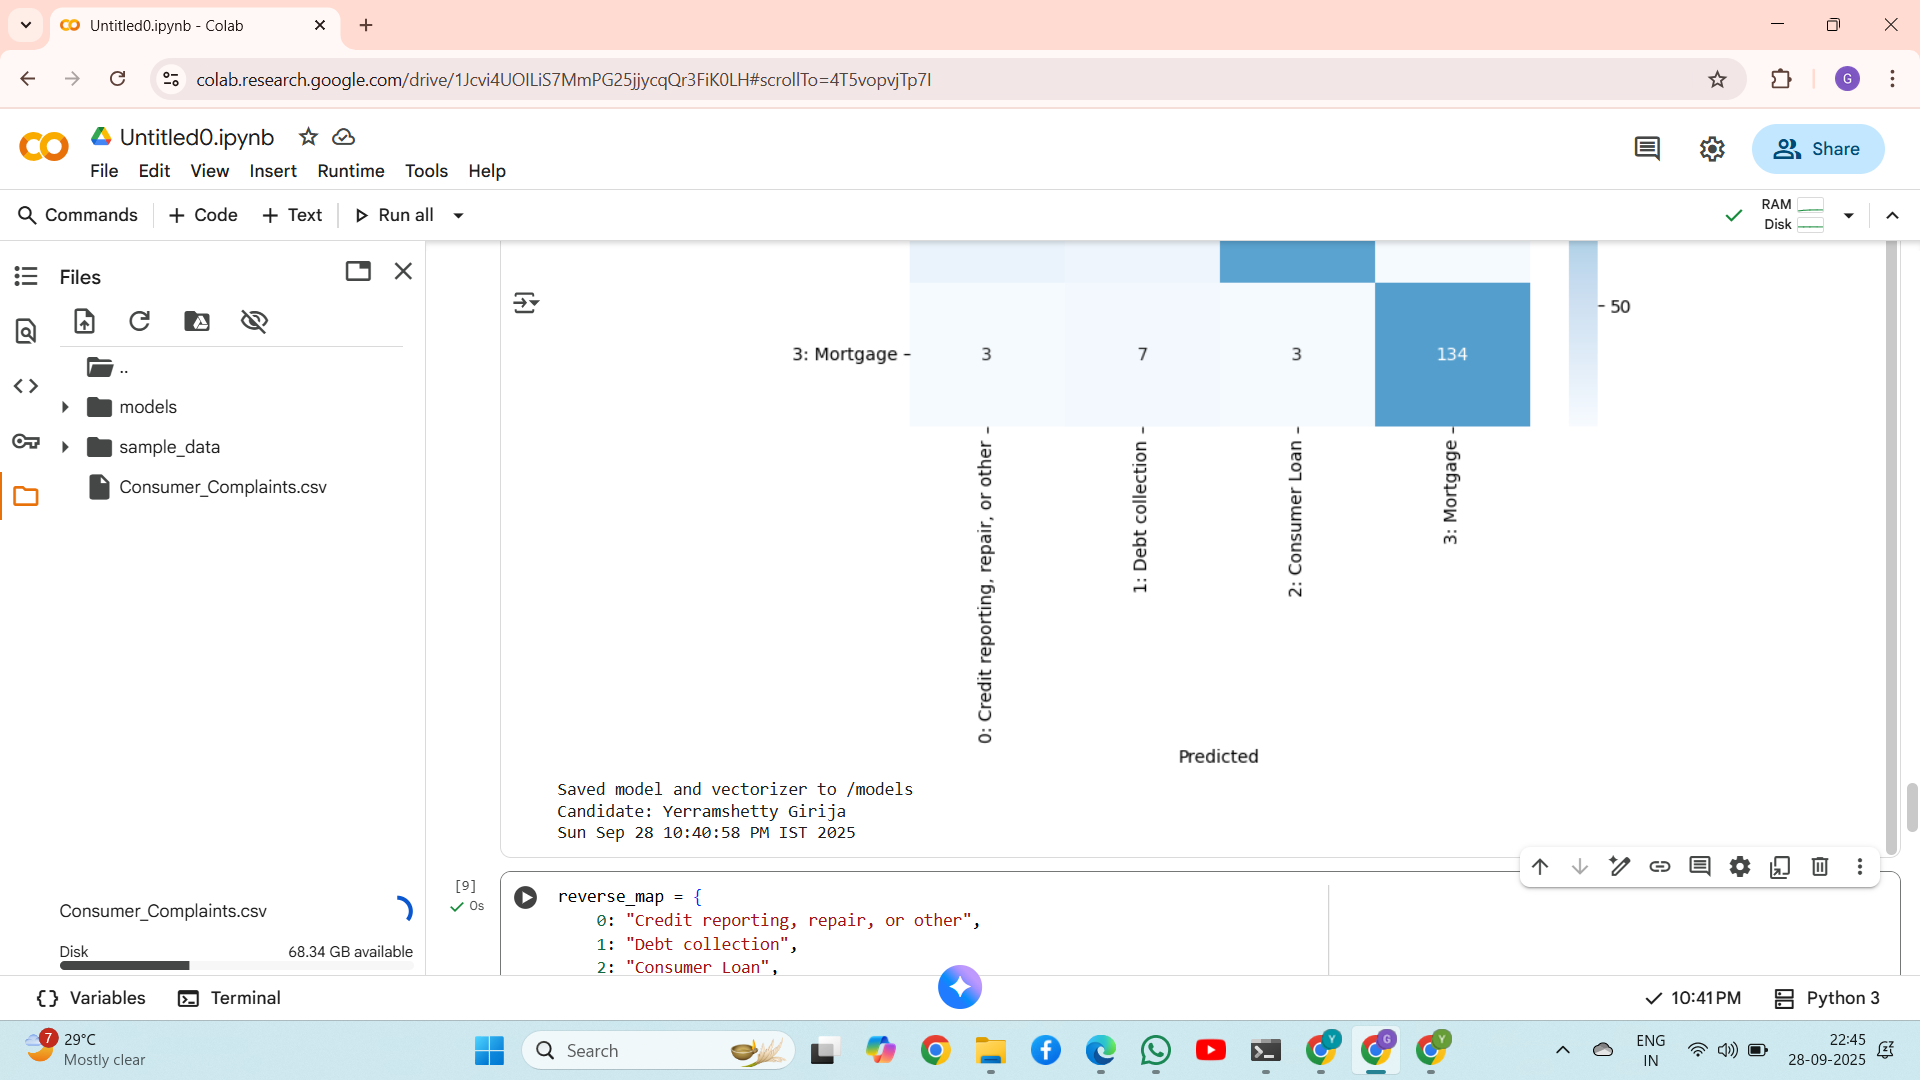 Untitled0.ipynb - Colab
colab.research.google.com/drive/1Jcvi4UOILiS7MmPG25jjycqQr3FiK0LH#scrollTo=4T5vopvjTp7I
G
Untitled0.ipynb
File Edit View Insert Runtime Tools Help
Share
Commands + Code + Text Run all
RAM
Disk
Files
..
models
sample_data
Consumer_Complaints.csv
Consumer_Complaints.csv
Disk 68.34 GB available
50
3: Mortgage 3 7 3 134
0: Credit reporting, repair, or other
1: Debt collection
2: Consumer Loan
3: Mortgage
Predicted
Saved model and vectorizer to /models
Candidate: Yerramshetty Girija
Sun Sep 28 10:40:58 PM IST 2025
[9]
0s
reverse_map = {
0: "Credit reporting, repair, or other",
1: "Debt collection",
2: "Consumer Loan",
{} Variables Terminal
10:41 PM Python 3
7
29°C
Mostly clear
Search
Y
G
Y
ENG
IN
22:45
28-09-2025